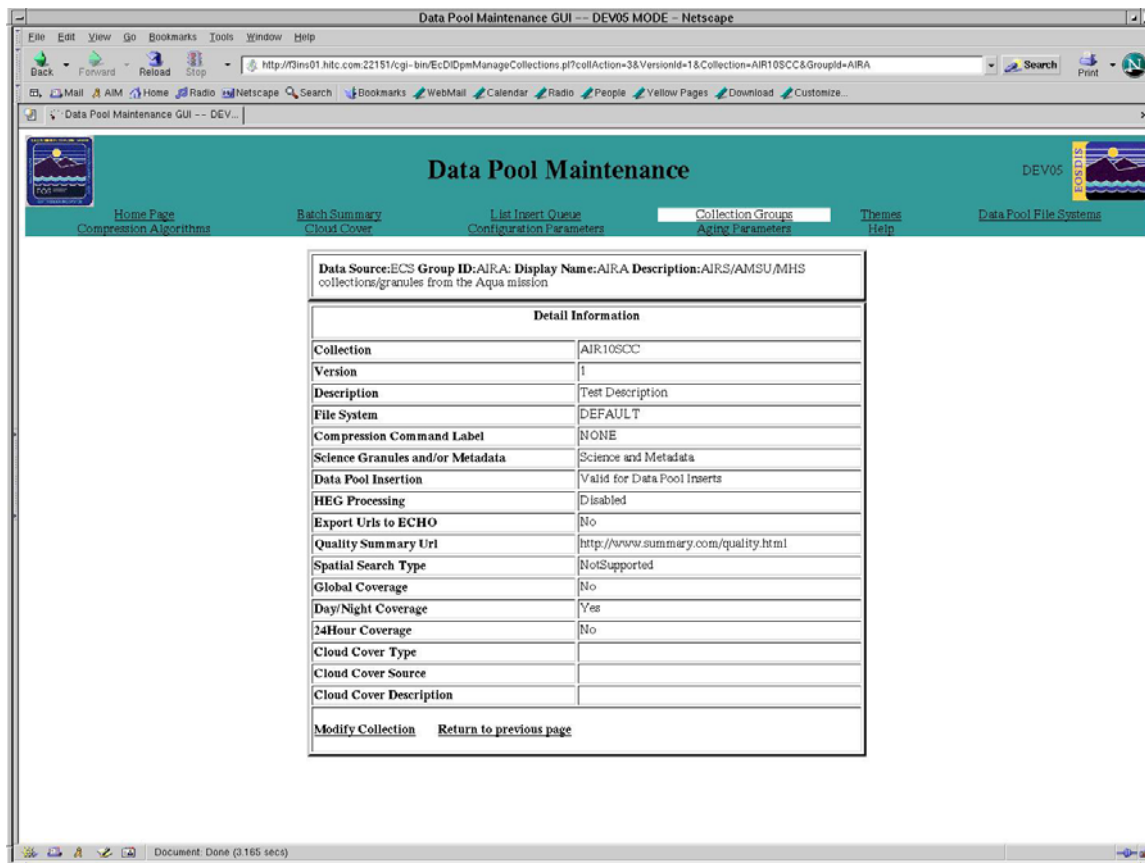 Data Pool Maintenance GUI -- DEV05 MODE - Netscape
File Edit View Go Bookmarks Tools Window Help
Back Forward Reload Stop http://f3ins01.hitc.com:22151/cgi-bin/EcDlDpmManageCollections.pl?collAction=3&VersionId=1&Collection=AIR10SCC&GroupId=AIRA Search Print N
Mail AIM Home Radio Netscape Search Bookmarks WebMail Calendar Radio People Yellow Pages Download Customize...
Data Pool Maintenance GUI -- DEV...
Data Pool Maintenance DEV05 EOSDIS
Home Page Batch Summary List Insert Queue Collection Groups Themes Data Pool File Systems
Compression Algorithms Cloud Cover Configuration Parameters Aging Parameters Help
Data Source:ECS Group ID:AIRA: Display Name:AIRA Description:AIRS/AMSU/MHS
collections/granules from the Aqua mission
Detail Information
Collection AIR10SCC
Version 1
Description Test Description
File System DEFAULT
Compression Command Label NONE
Science Granules and/or Metadata Science and Metadata
Data Pool Insertion Valid for Data Pool Inserts
HEG Processing Disabled
Export Urls to ECHO No
Quality Summary Url http://www.summary.com/quality.html
Spatial Search Type NotSupported
Global Coverage No
Day/Night Coverage Yes
24Hour Coverage No
Cloud Cover Type
Cloud Cover Source
Cloud Cover Description
Modify Collection Return to previous page
Document: Done (3.165 secs)